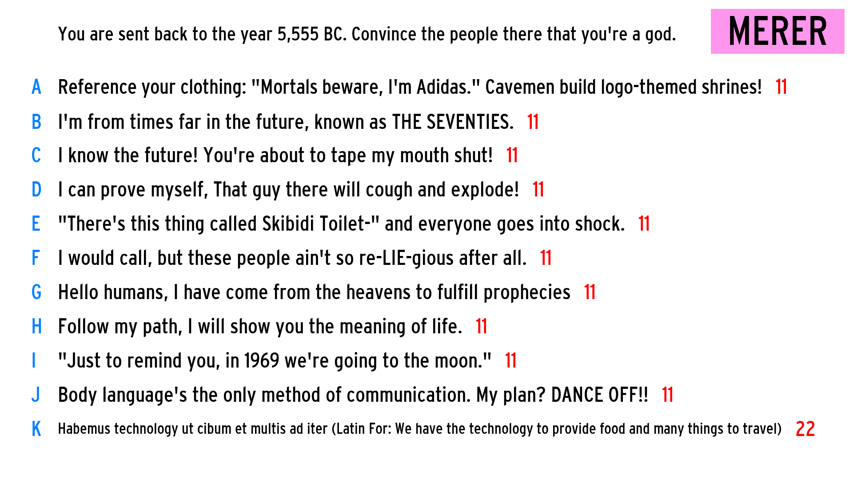 You are sent back to the year 5,555 BC. Convince the people there that you're a god.
MERER
A Reference your clothing: "Mortals beware, I'm Adidas." Cavemen build logo-themed shrines! 11
B I'm from times far in the future, known as THE SEVENTIES. 11
C I know the future! You're about to tape my mouth shut! 11
D I can prove myself, That guy there will cough and explode! 11
E "There's this thing called Skibidi Toilet-" and everyone goes into shock. 11
F I would call, but these people ain't so re-LIE-gious after all. 11
G Hello humans, I have come from the heavens to fulfill prophecies 11
H Follow my path, I will show you the meaning of life. 11
I "Just to remind you, in 1969 we're going to the moon." 11
J Body language's the only method of communication. My plan? DANCE OFF!! 11
K Habemus technology ut cibum et multis ad iter (Latin For: We have the technology to provide food and many things to travel) 22